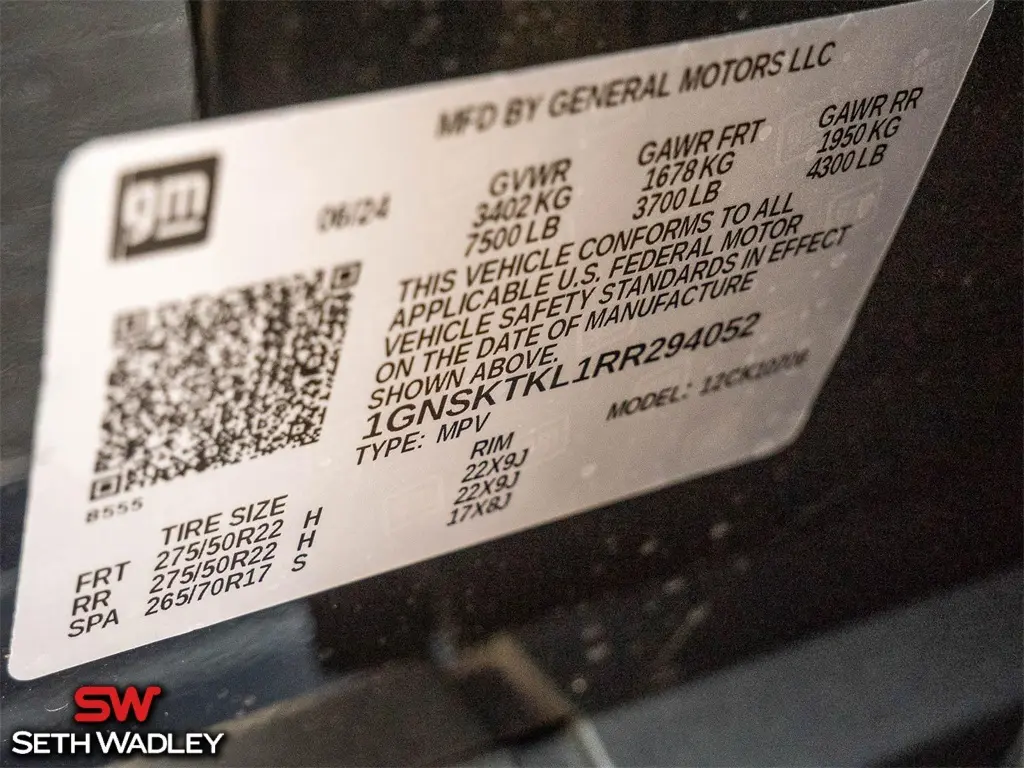 MFD BY GENERAL MOTORS LLC
gm
06/24
GVWR
3402 KG
7500 LB
GAWR FRT
1678 KG
3700 LB
GAWR RR
1950 KG
4300 LB
THIS VEHICLE CONFORMS TO ALL
APPLICABLE U.S. FEDERAL MOTOR
VEHICLE SAFETY STANDARDS IN EFFECT
ON THE DATE OF MANUFACTURE
SHOWN ABOVE.
1GNSKTKL1RR294052
TYPE: MPV
MODEL: 12CK10706
8555
TIRE SIZE
RIM
FRT 275/50R22 H 22X9J
RR 275/50R22 H 22X9J
SPA 265/70R17 S 17X8J
SW
SETH WADLEY